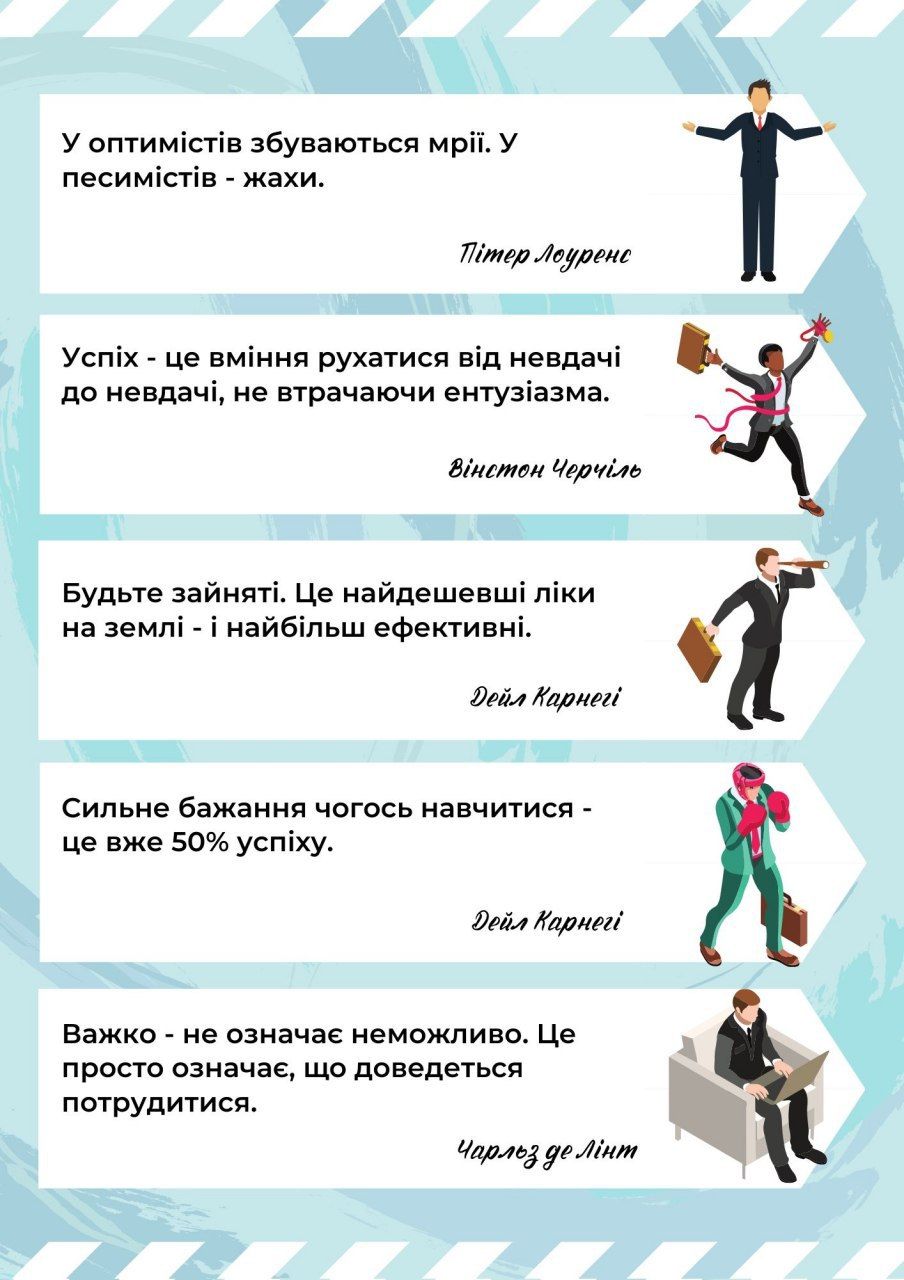 У оптимістів збуваються мрії. У
песимістів - жахи.
Пітер Лоуренс
Успіх - це вміння рухатися від невдачі
до невдачі, не втрачаючи ентузіазма.
Вінстон Черчіль
Будьте зайняті. Це найдешевші ліки
на землі - і найбільш ефективні.
Дейл Карнегі
Сильне бажання чогось навчитися -
це вже 50% успіху.
Дейл Карнегі
Важко - не означає неможливо. Це
просто означає, що доведеться
потрудитися.
Чарльз де Лінт